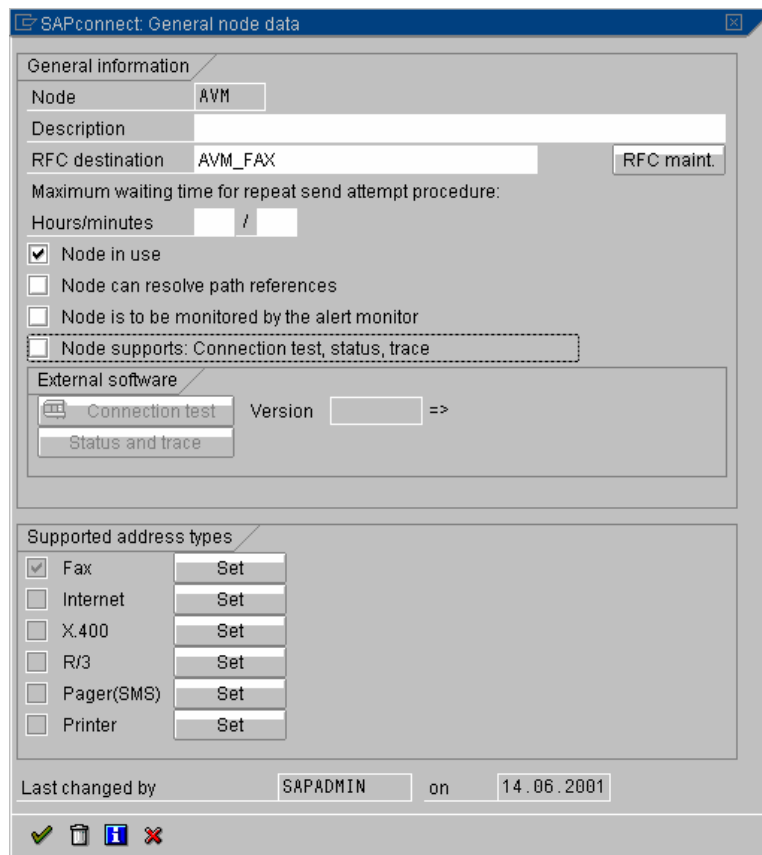 SAPconnect: General node data
General information
Node AVM
Description
RFC destination AVM_FAX RFC maint.
Maximum waiting time for repeat send attempt procedure:
Hours/minutes /
Node in use
Node can resolve path references
Node is to be monitored by the alert monitor
Node supports: Connection test, status, trace
External software
Connection test Version =>
Status and trace
Supported address types
Fax Set
Internet Set
X.400 Set
R/3 Set
Pager(SMS) Set
Printer Set
Last changed by SAPADMIN on 14.06.2001